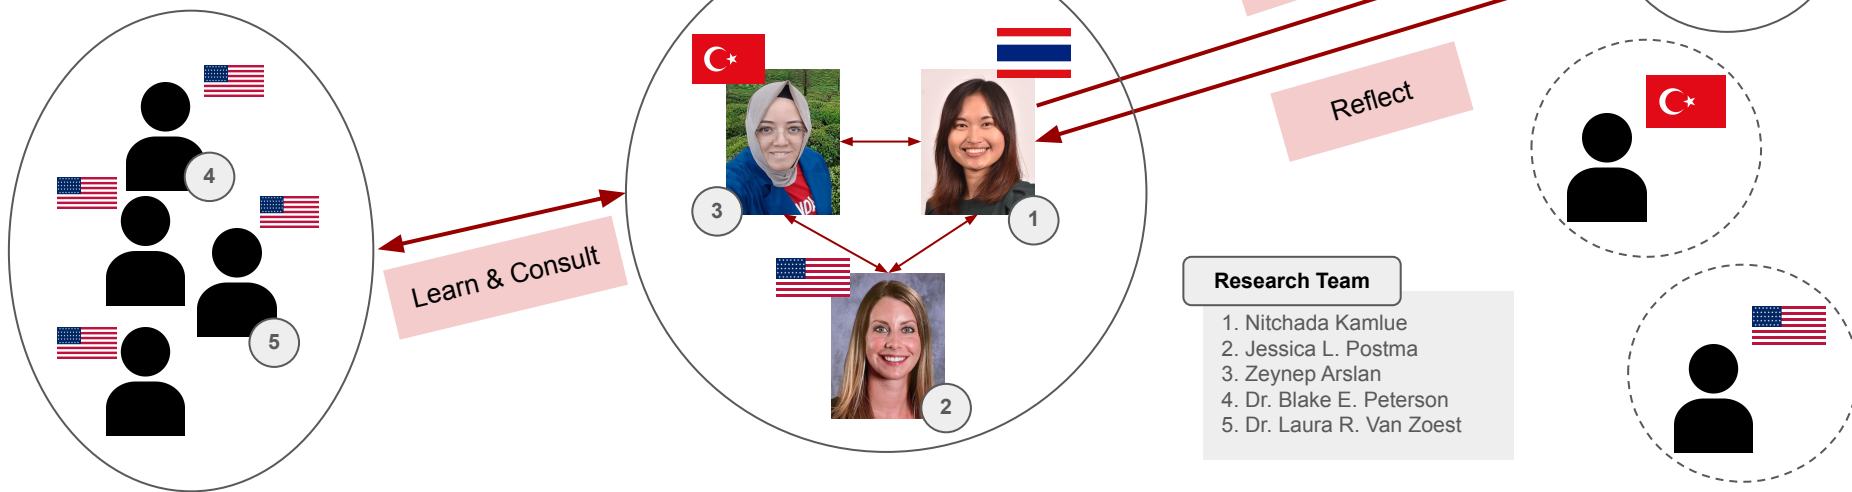 4
5
Learn & Consult
3
1
2
Reflect
Research Team
1. Nitchada Kamlue
2. Jessica L. Postma
3. Zeynep Arslan
4. Dr. Blake E. Peterson
5. Dr. Laura R. Van Zoest